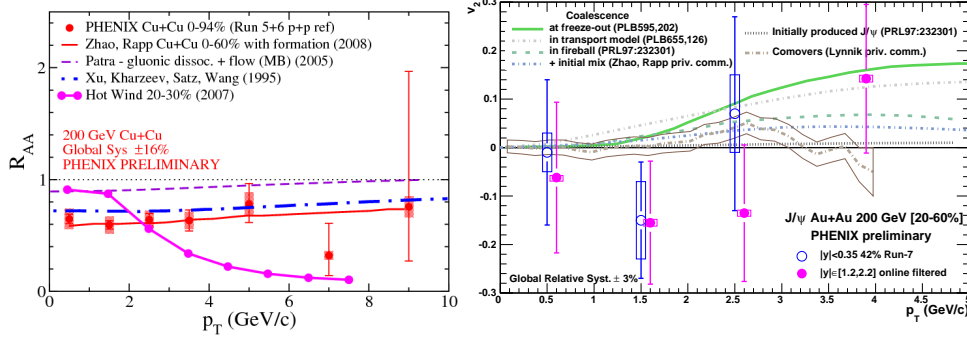 PHENIX Cu+Cu 0-94% (Run 5+6 p+p ref)
Zhao, Rapp Cu+Cu 0-60% with formation (2008)
Patra - gluonic dissoc. + flow (MB) (2005)
Xu, Kharzeev, Satz, Wang (1995)
Hot Wind 20-30% (2007)
200 GeV Cu+Cu
Global Sys ±16%
PHENIX PRELIMINARY
R_AA
2
1
0
0 2 4 6 8 10
p_T (GeV/c)
v_2
0.3
0.2
0.1
0
-0.1
-0.2
-0.3
Coalescence
at freeze-out (PLB595,202)
in transport model (PLB655,126)
in fireball (PRL97:232301)
+ initial mix (Zhao, Rapp priv. comm.)
Initially produced J/ψ (PRL97:232301)
Comovers (Lynnik priv. comm.)
J/ψ Au+Au 200 GeV [20-60%]
PHENIX preliminary
|y|<0.35 42% Run-7
|y|∈[1.2,2.2] online filtered
Global Relative Syst. ± 3%
0 0.5 1 1.5 2 2.5 3 3.5 4 4.5 5
p_T (GeV/c)